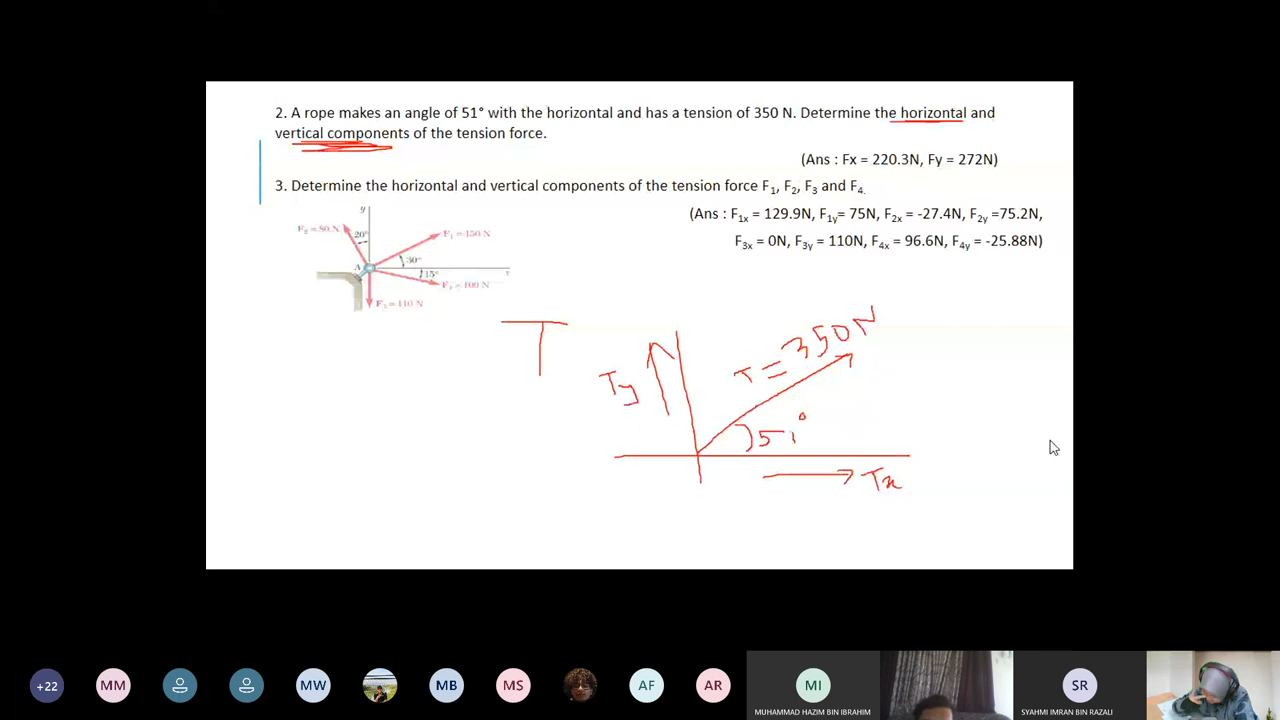 2. A rope makes an angle of 51° with the horizontal and has a tension of 350 N. Determine the horizontal and
vertical components of the tension force.
(Ans : Fx = 220.3N, Fy = 272N)
3. Determine the horizontal and vertical components of the tension force F1, F2, F3 and F4.
(Ans : F1x = 129.9N, F1y= 75N, F2x = -27.4N, F2y =75.2N,
F3x = 0N, F3y = 110N, F4x = 96.6N, F4y = -25.88N)
y
F2 = 80 N
20°
F1 = 150 N
30°
A
15°
x
F4 = 100 N
F3 = 110 N
T
T = 350N
Ty
51°
Tx
+22
MM
MW
MB
MS
AF
AR
MI
SR
MUHAMMAD HAZIM BIN IBRAHIM
SYAHMI IMRAN BIN RAZALI